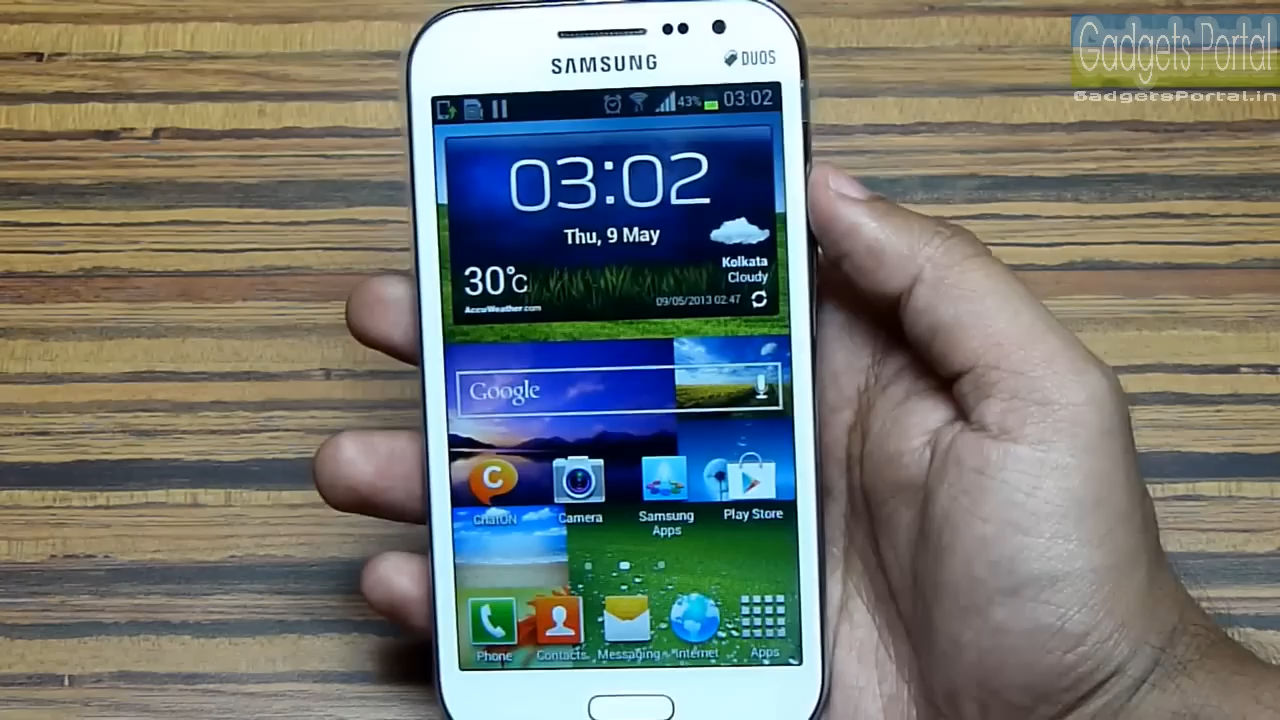 Gadgets Portal
GadgetsPortal.in
SAMSUNG
DUOS
43%
03:02
03:02
Thu, 9 May
Kolkata
Cloudy
30°C
AccuWeather.com
09/05/2013 02:47
Google
ChatON
Camera
Samsung
Apps
Play Store
Phone
Contacts
Messaging
Internet
Apps